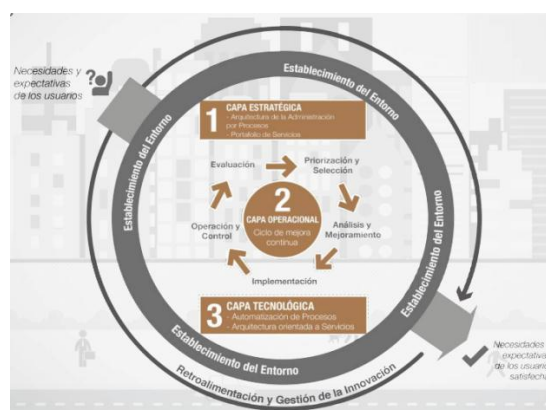 Necesidades y
expectativas
de los usuarios
Establecimiento del Entorno
Establecimiento del Entorno
1
CAPA ESTRATÉGICA
- Arquitectura de la Administración
por Procesos
- Portafolio de Servicios
Evaluación
Priorización y
Selección
2
CAPA OPERACIONAL
Ciclo de mejora
continua
Operación y
Control
Análisis y
Mejoramiento
Implementación
3
CAPA TECNOLÓGICA
- Automatización de Procesos
- Arquitectura orientada a Servicios
Establecimiento del Entorno
Establecimiento del Entorno
Establecimiento del Entorno
Necesidades
expectativa
de los usuario
satisfech
Retroalimentación y Gestión de la Innovación